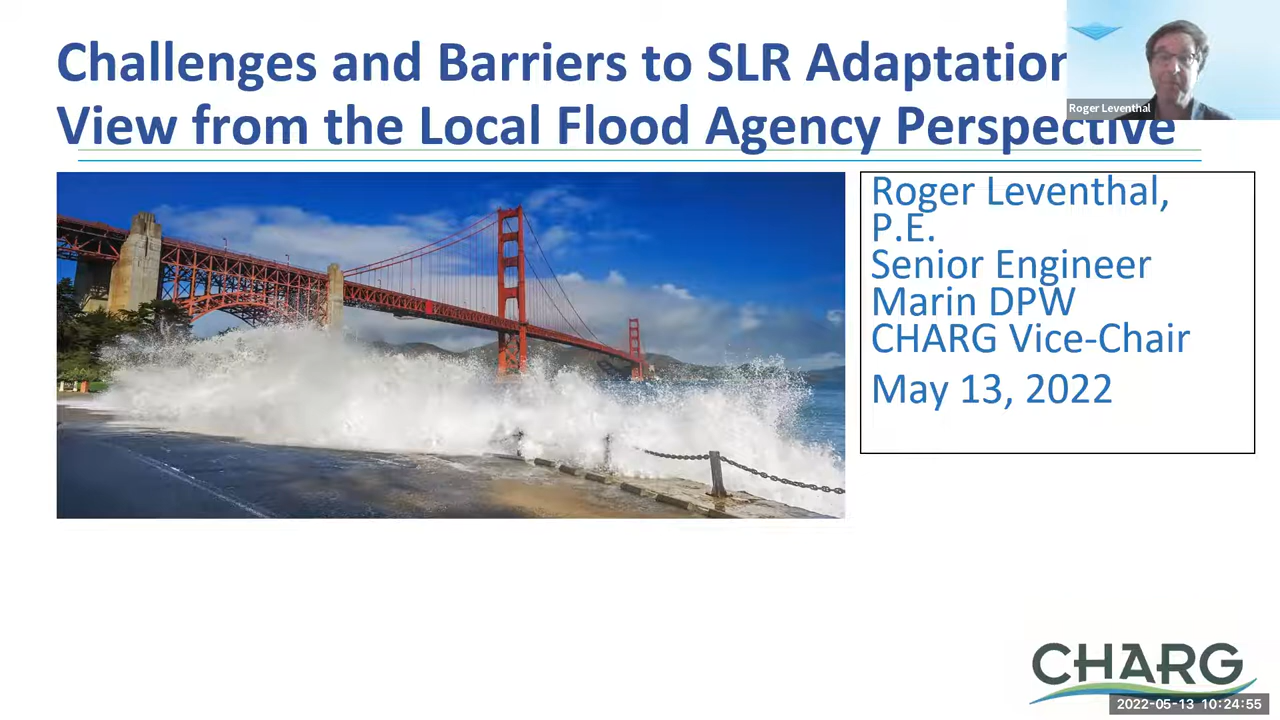 Challenges and Barriers to SLR Adaptation
View from the Local Flood Agency Perspective
Roger Leventhal
Roger Leventhal,
P.E.
Senior Engineer
Marin DPW
CHARG Vice-Chair
May 13, 2022
CHARG
2022-05-13 10:24:55